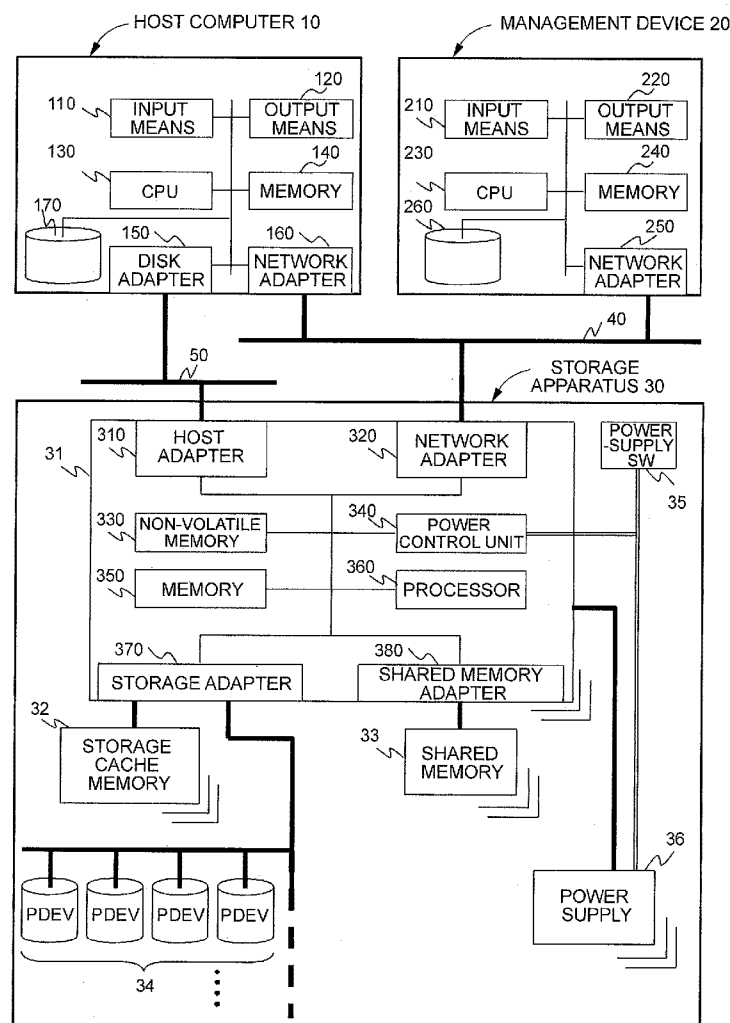 HOST COMPUTER 10
MANAGEMENT DEVICE 20
110
INPUT
MEANS
120
OUTPUT
MEANS
130
CPU
140
MEMORY
170
150
DISK
ADAPTER
160
NETWORK
ADAPTER
210
INPUT
MEANS
220
OUTPUT
MEANS
230
CPU
240
MEMORY
260
250
NETWORK
ADAPTER
40
50
STORAGE
APPARATUS 30
31
310
HOST
ADAPTER
320
NETWORK
ADAPTER
POWER
-SUPPLY
SW
35
330
NON-VOLATILE
MEMORY
340
POWER
CONTROL UNIT
350
MEMORY
360
PROCESSOR
370
STORAGE ADAPTER
380
SHARED MEMORY
ADAPTER
32
STORAGE
CACHE
MEMORY
33
SHARED
MEMORY
36
POWER
SUPPLY
PDEV
PDEV
PDEV
PDEV
34